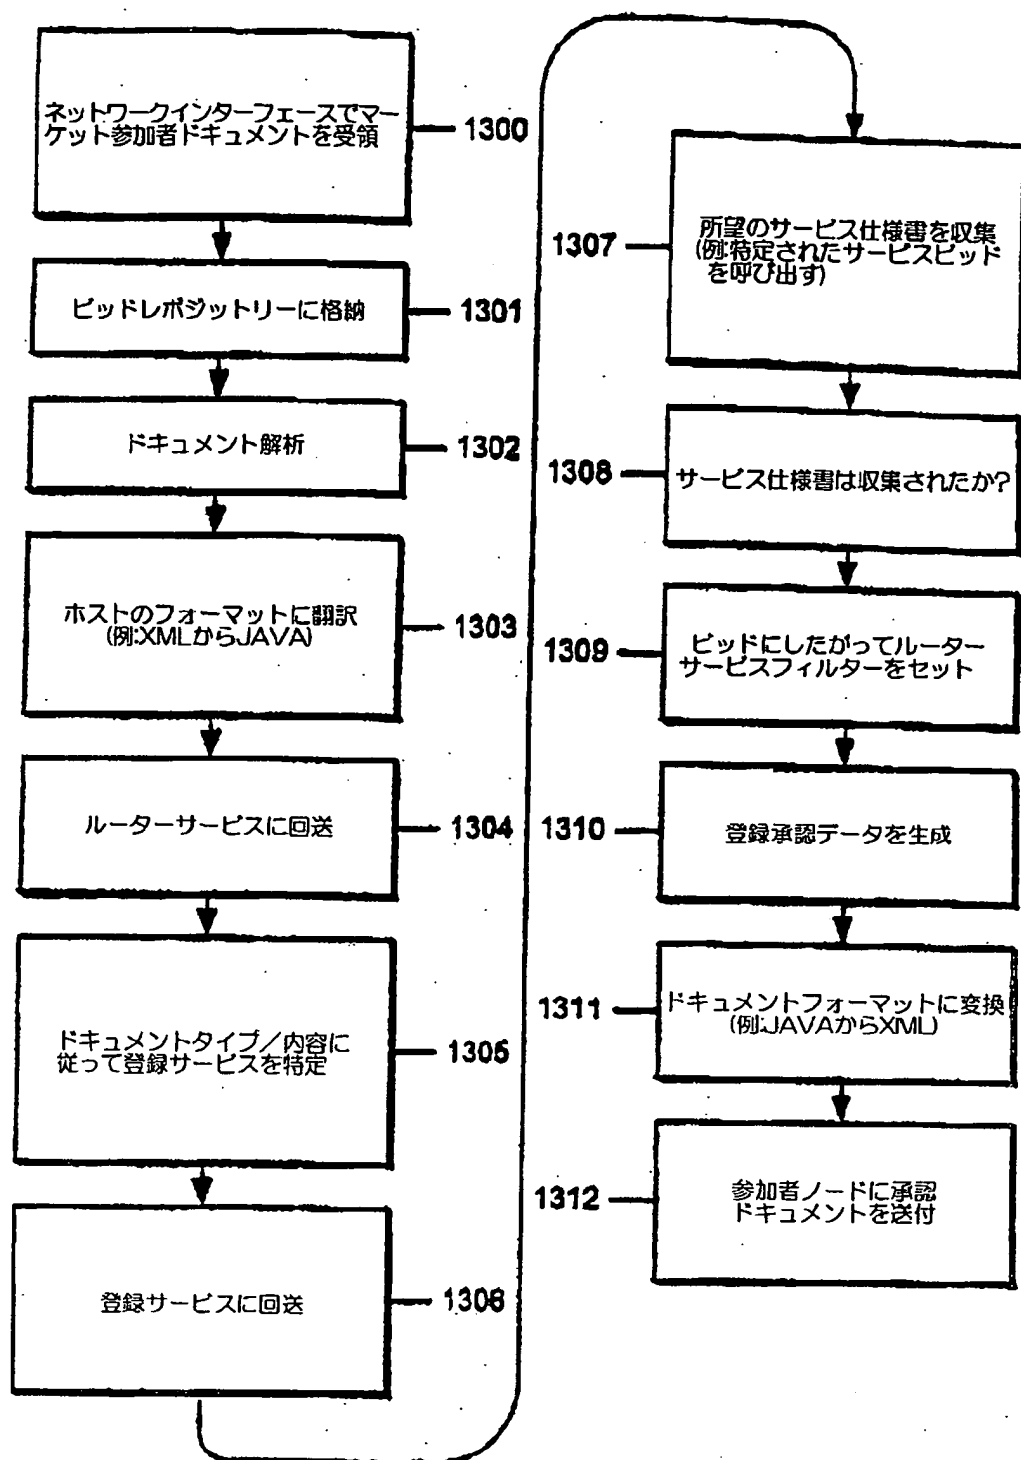 ネットワークインターフェースでマー
ケット参加者ドキュメントを受領
1300
ビッドレポジットリーに格納
1301
ドキュメント解析
1302
ホストのフォーマットに翻訳
(例:XMLからJAVA)
1303
ルーターサービスに回送
1304
ドキュメントタイプ/内容に
従って登録サービスを特定
1305
登録サービスに回送
1306
所望のサービス仕様書を収集
(例:特定されたサービスビッド
を呼び出す)
1307
サービス仕様書は収集されたか?
1308
ビッドにしたがってルーター
サービスフィルターをセット
1309
登録承認データを生成
1310
ドキュメントフォーマットに変換
(例:JAVAからXML)
1311
参加者ノードに承認
ドキュメントを送付
1312